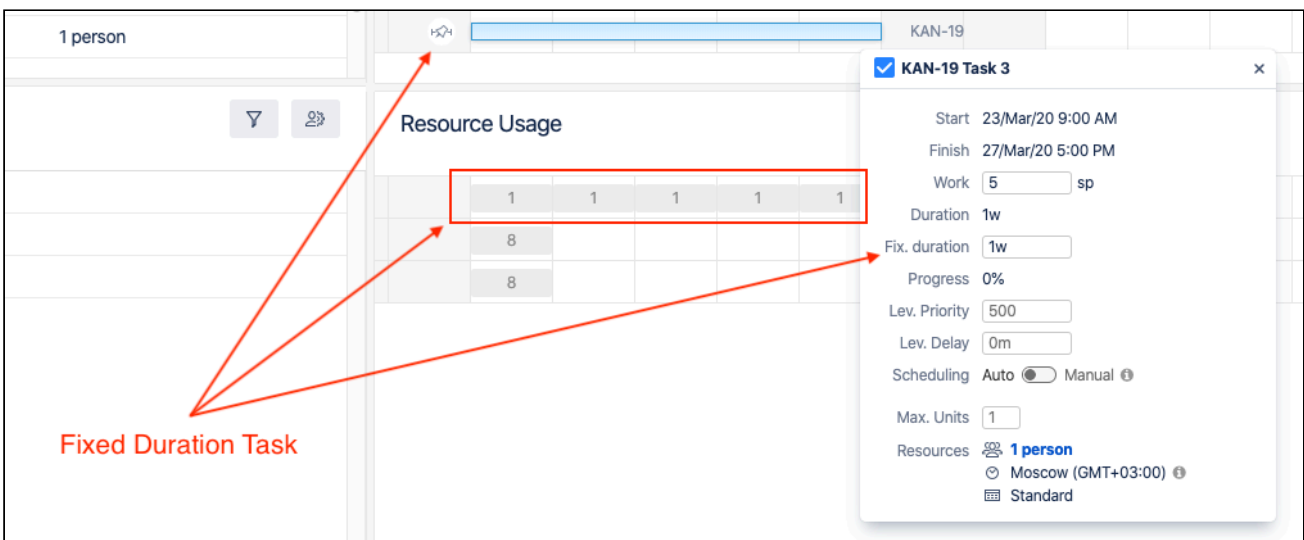 1 person
KAN-19
KAN-19 Task 3
Resource Usage
Start 23/Mar/20 9:00 AM
Finish 27/Mar/20 5:00 PM
Work 5 sp
1 1 1 1 1
Duration 1w
8
Fix. duration 1w
8
Progress 0%
Lev. Priority 500
Lev. Delay 0m
Scheduling Auto Manual
Max. Units 1
Fixed Duration Task
Resources 1 person
Moscow (GMT+03:00)
Standard